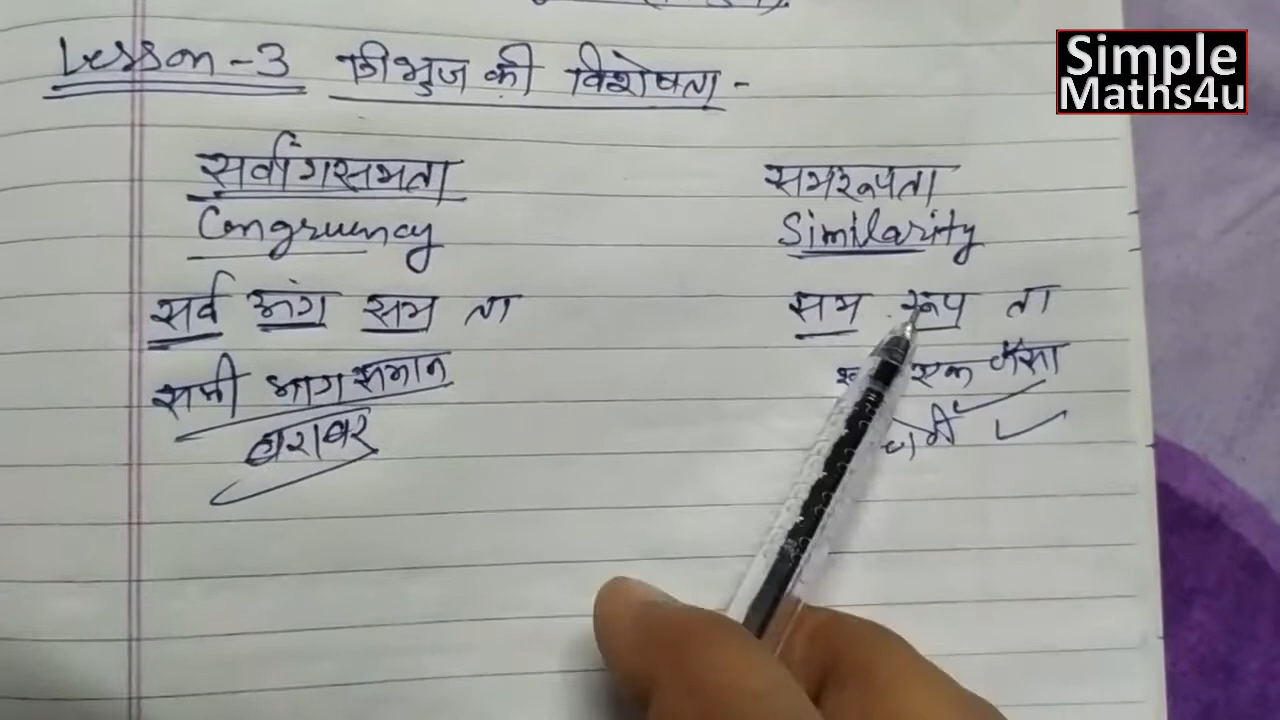 Lesson - 3 त्रीभुज की विशेषता -
Simple
Maths4u
सर्वांगसमता
Congruency
सर्व अंग सम ता
सभी भाग समान
बराबर
समरूपता
Similarity
सम रूप ता
एक जैसा